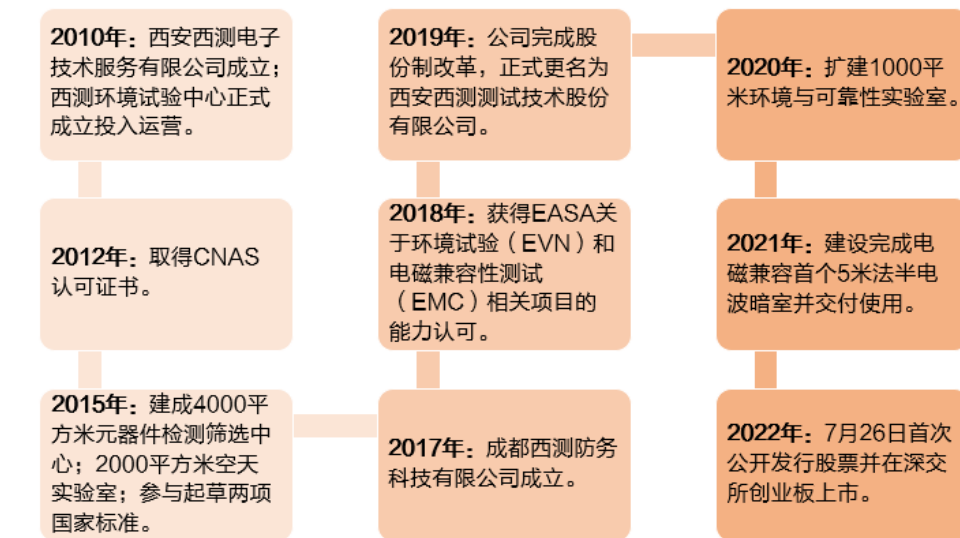 2010年：西安西测电子
技术服务有限公司成立；
西测环境试验中心正式
成立投入运营。
2012年：取得CNAS
认可证书。
2015年：建成4000平
方米元器件检测筛选中
心；2000平方米空天
实验室；参与起草两项
国家标准。
2017年：成都西测防务
科技有限公司成立。
2018年：获得EASA关
于环境试验（EVN）和
电磁兼容性测试
（EMC）相关项目的
能力认可。
2019年：公司完成股
份制改革，正式更名为
西安西测测试技术股份
有限公司。
2020年：扩建1000平
米环境与可靠性实验室。
2021年：建设完成电
磁兼容首个5米法半电
波暗室并交付使用。
2022年：7月26日首次
公开发行股票并在深交
所创业板上市。